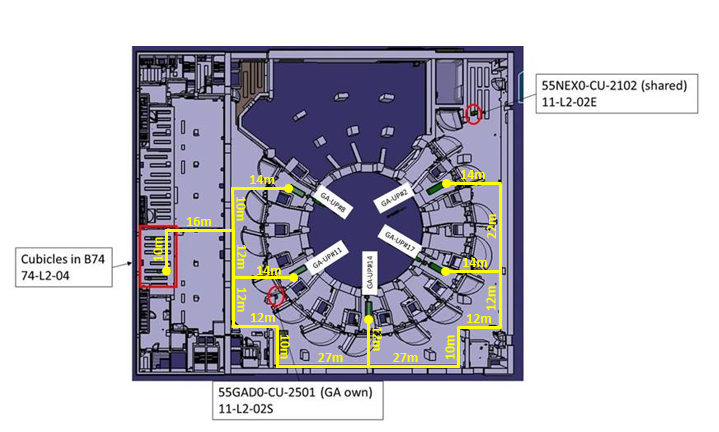 55NEX0-CU-2102 (shared)
11-L2-02E
14m
GA-UP#8
GA-UP#2
14m
10m
16m
22m
10m
12m
GA-UP#11
GA-UP#14
GA-UP#17
14m
14m
Cubicles in B74
74-L2-04
12m
12m
12m
12m
12m
10m
10m
27m
27m
55GAD0-CU-2501 (GA own)
11-L2-02S